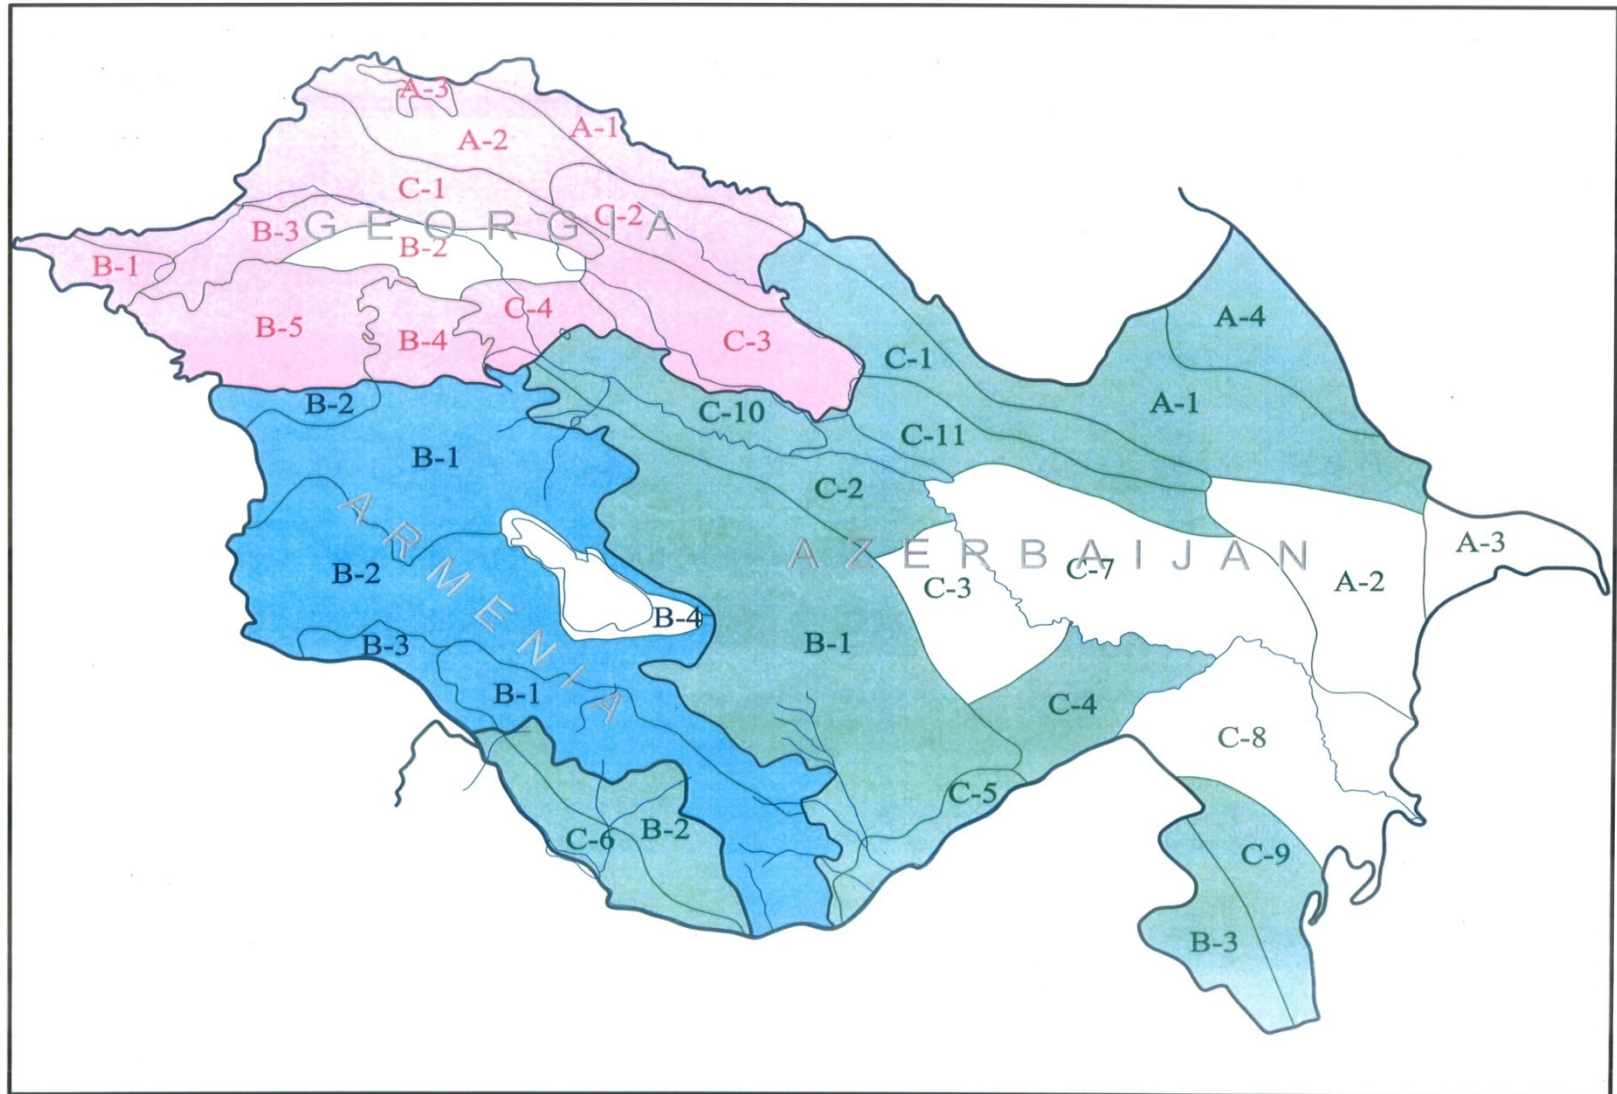 A-3
A-1
A-2
C-1
C-2
GEORGIA
B-3
B-2
B-1
C-4
B-5
B-4
C-3
A-4
C-1
A-1
B-2
C-10
C-11
B-1
C-2
ARMENIA
AZERBAIJAN
A-3
C-7
B-2
C-3
A-2
B-4
B-3
B-1
B-1
C-4
C-8
C-5
B-2
C-6
C-9
B-3